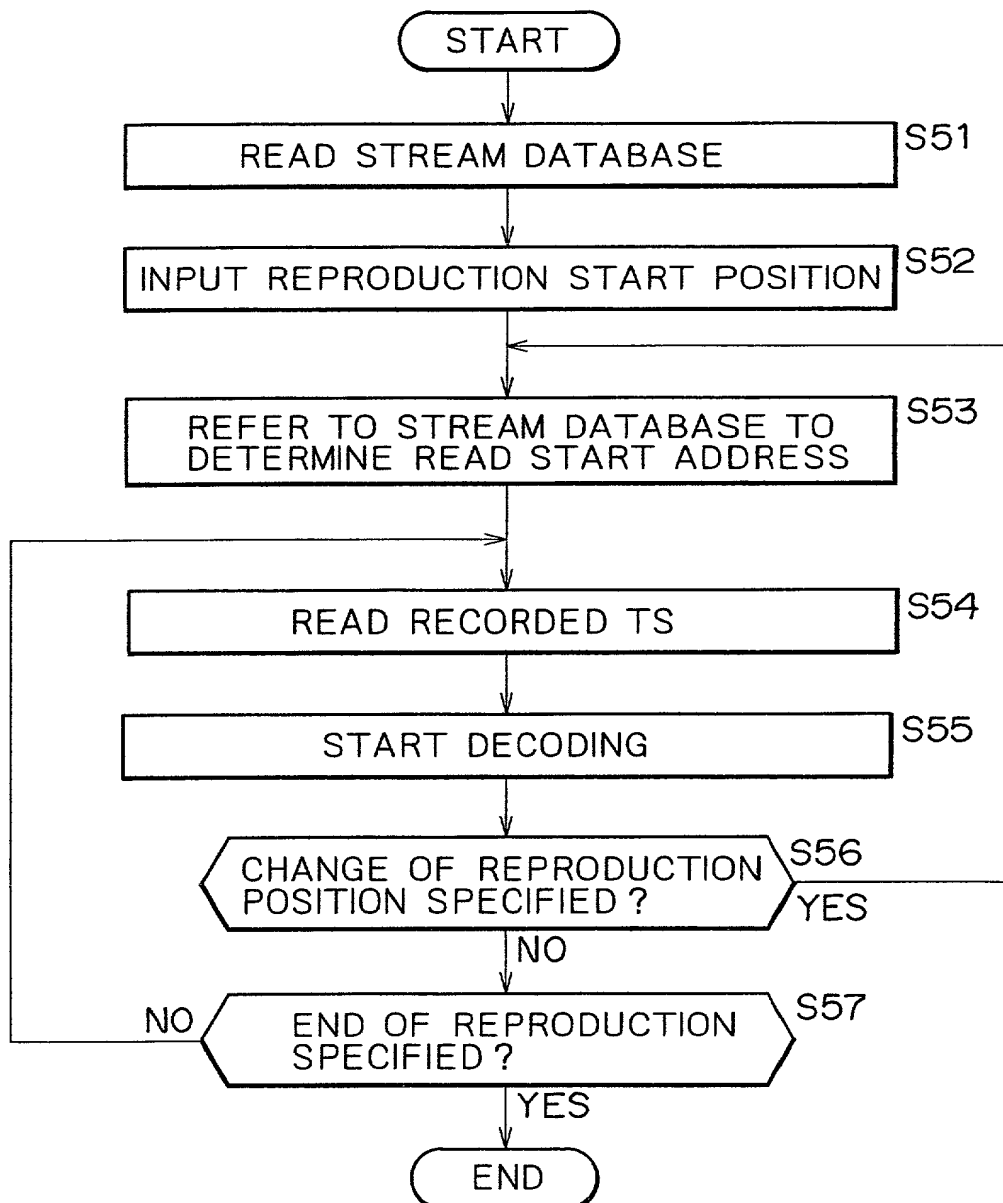 START
READ STREAM DATABASE
S51
INPUT REPRODUCTION START POSITION
S52
REFER TO STREAM DATABASE TO
DETERMINE READ START ADDRESS
S53
READ RECORDED TS
S54
START DECODING
S55
CHANGE OF REPRODUCTION
POSITION SPECIFIED?
S56
YES
NO
END OF REPRODUCTION
SPECIFIED?
S57
NO
YES
END